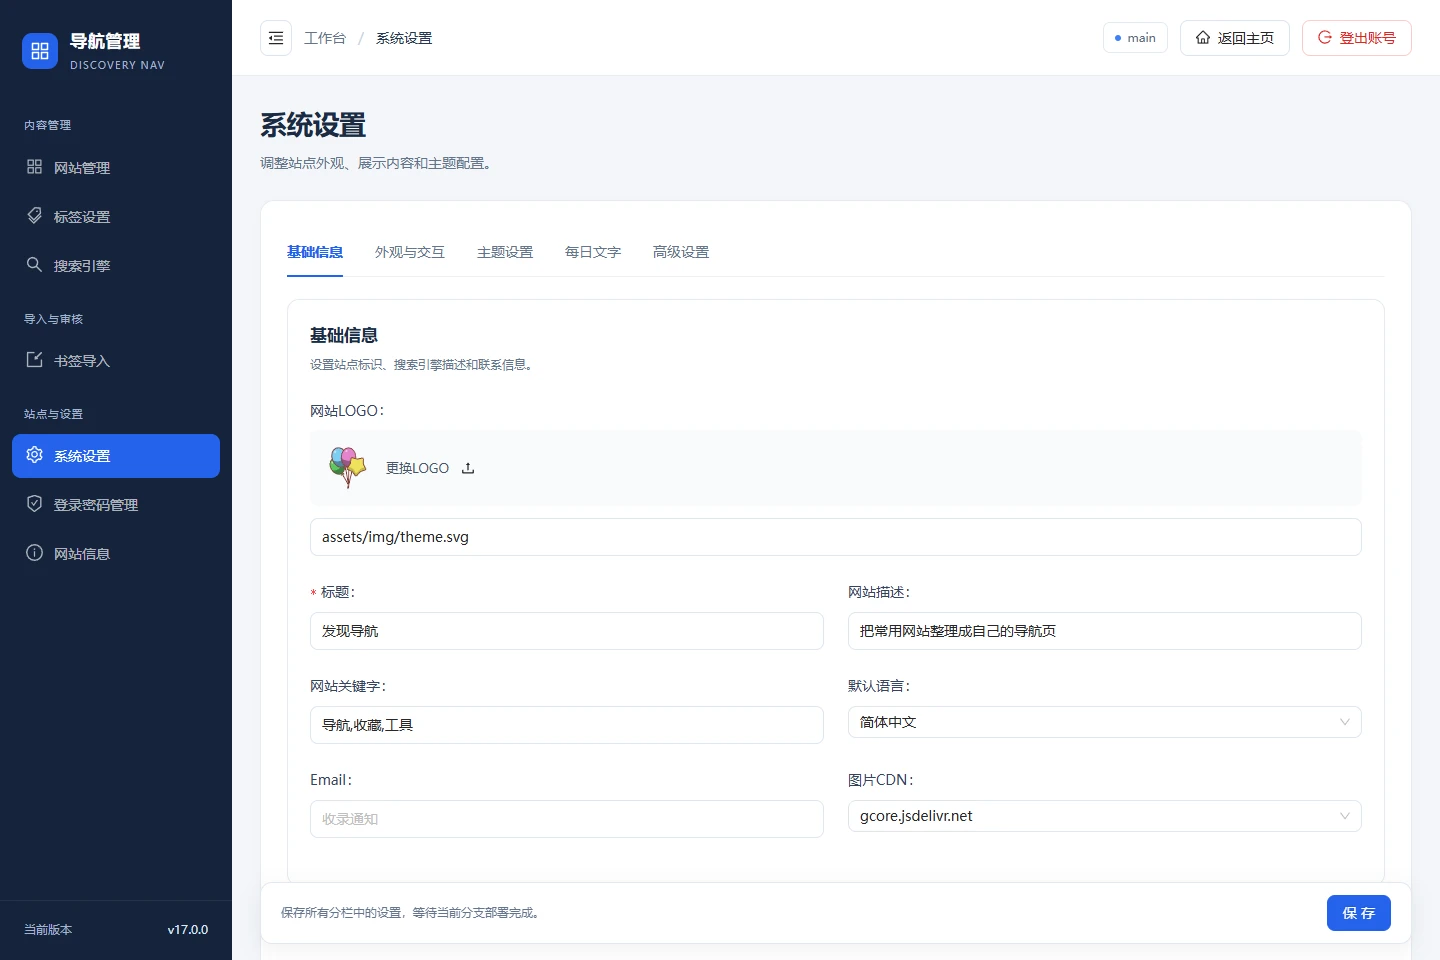 导航管理
DISCOVERY NAV
内容管理
网站管理
标签设置
搜索引擎
导入与审核
书签导入
站点与设置
系统设置
登录密码管理
网站信息
当前版本 v17.0.0
工作台 / 系统设置
main
返回主页
登出账号
系统设置
调整站点外观、展示内容和主题配置。
基础信息 外观与交互 主题设置 每日文字 高级设置
基础信息
设置站点标识、搜索引擎描述和联系信息。
网站LOGO：
更换LOGO
assets/img/theme.svg
* 标题：
发现导航
网站描述：
把常用网站整理成自己的导航页
网站关键字：
导航,收藏,工具
默认语言：
简体中文
Email：
收录通知
图片CDN：
gcore.jsdelivr.net
保存所有分栏中的设置，等待当前分支部署完成。
保 存